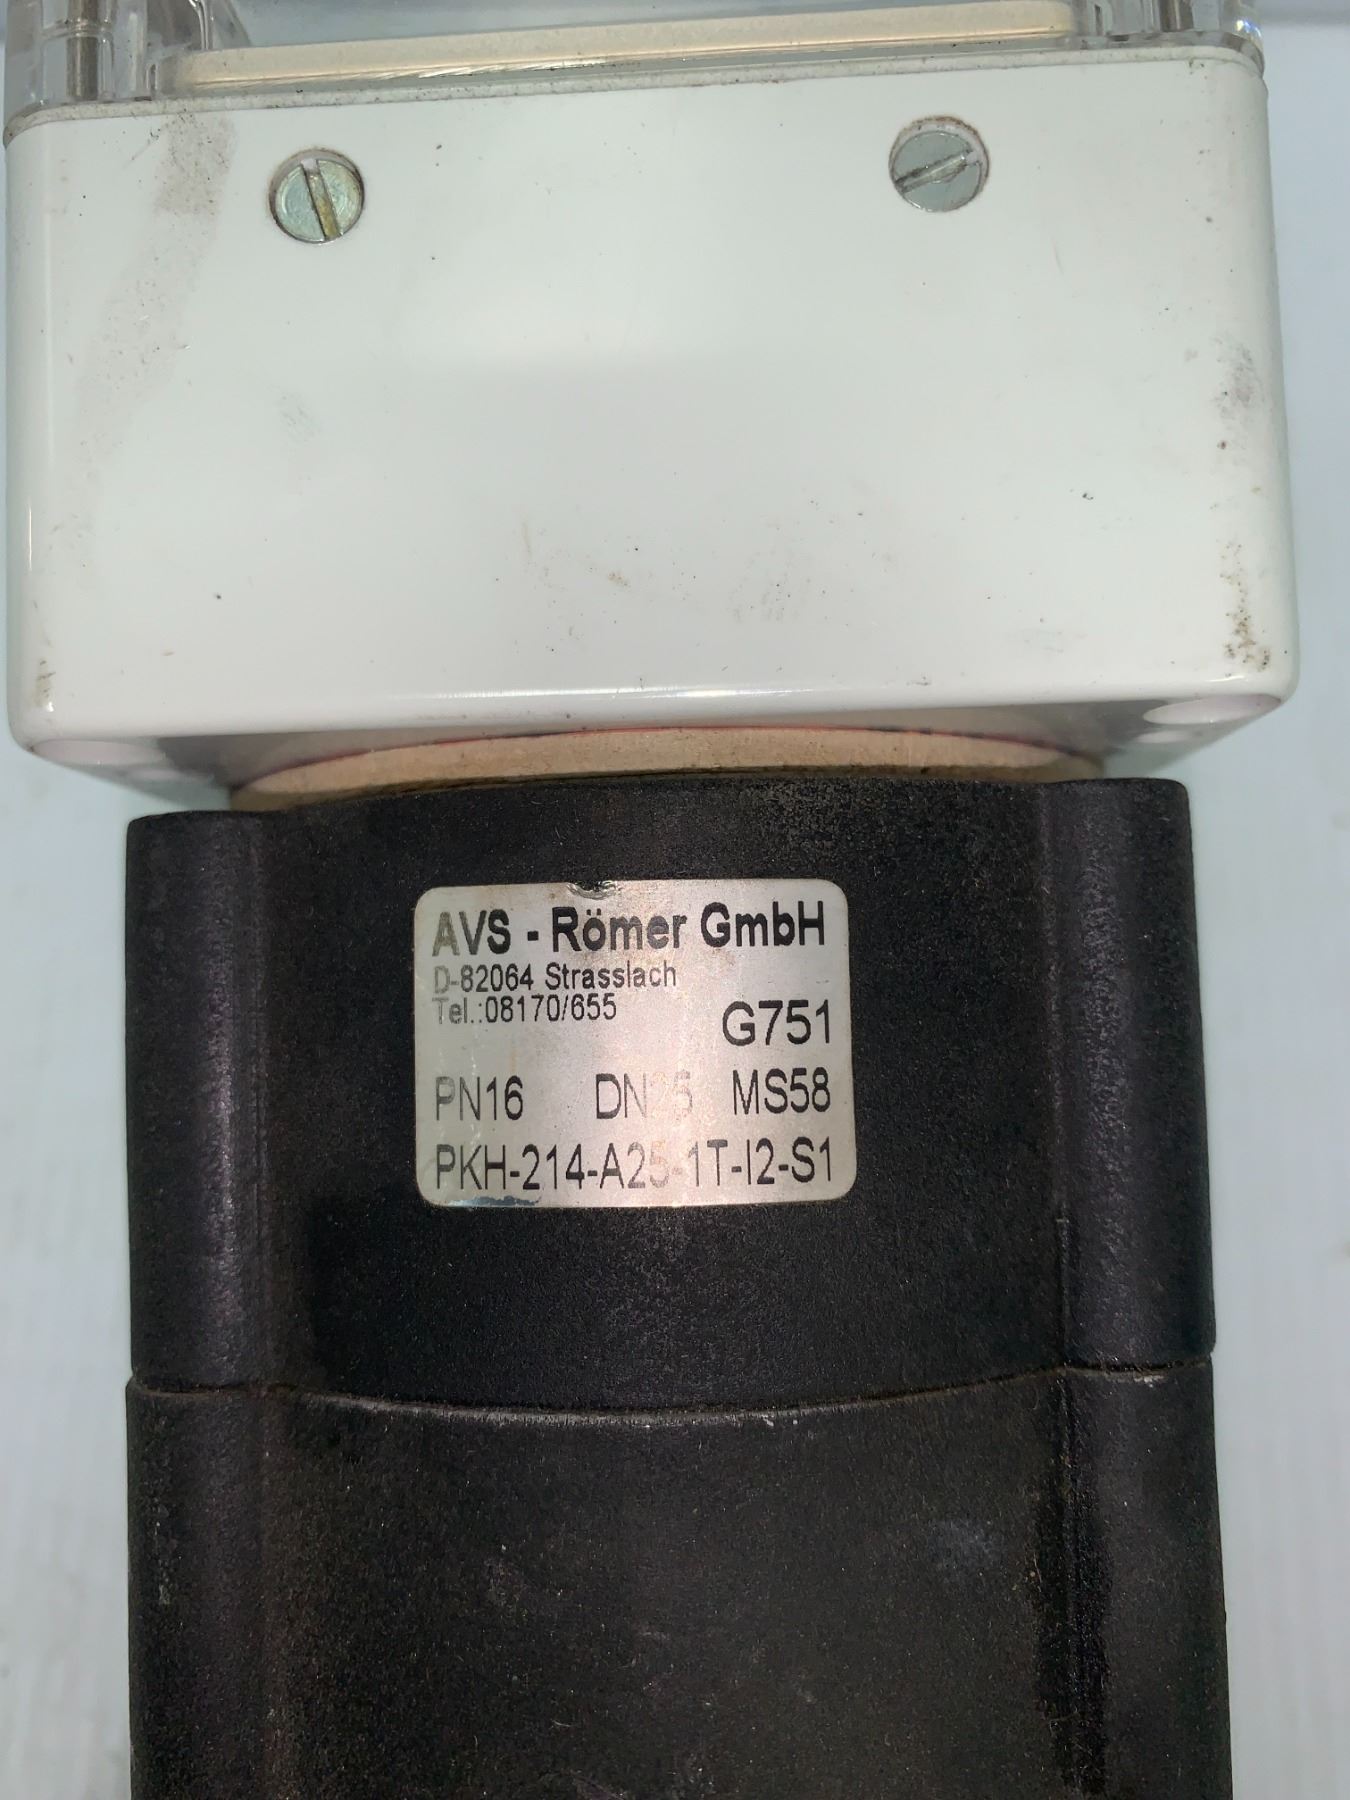 AVS - Römer GmbH
D-82064 Strasslach
Tel.:08170/655
G751
PN16 DN25 MS58
PKH-214-A25-1T-I2-S1